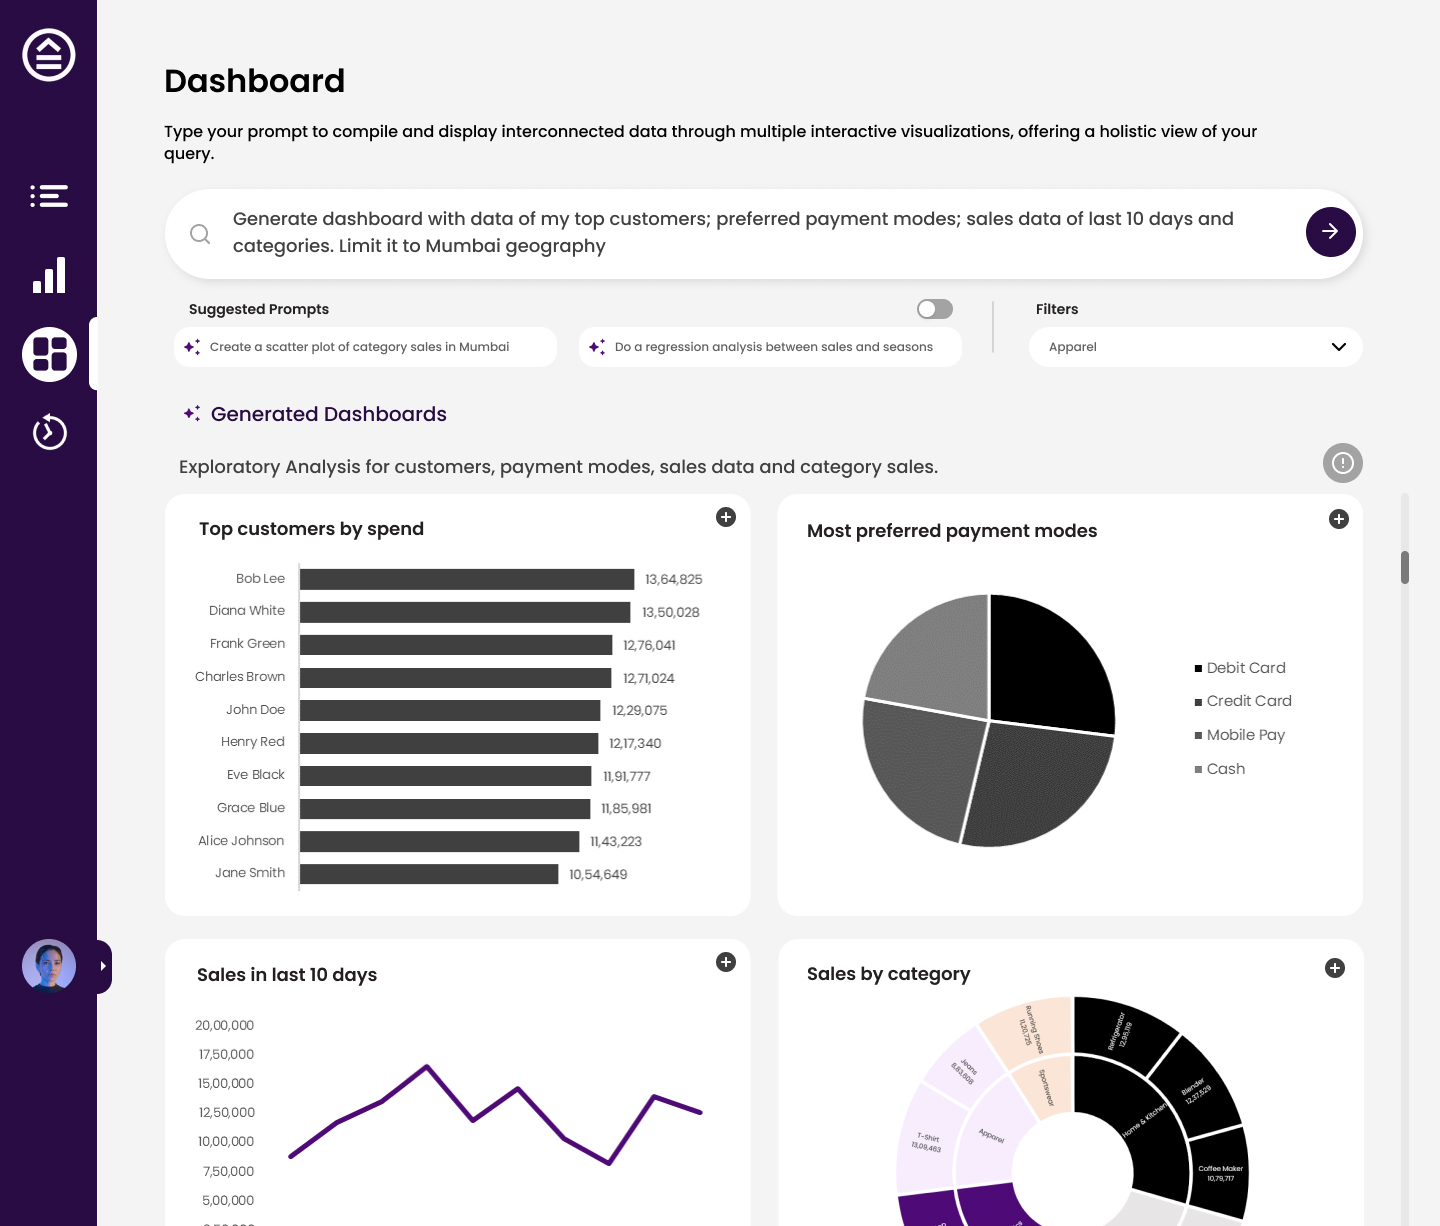 Dashboard
Type your prompt to compile and display interconnected data through multiple interactive visualizations, offering a holistic view of your
query.
Generate dashboard with data of my top customers; preferred payment modes; sales data of last 10 days and
categories. Limit it to Mumbai geography
Suggested Prompts
Filters
Create a scatter plot of category sales in Mumbai
Do a regression analysis between sales and seasons
Apparel
Generated Dashboards
Exploratory Analysis for customers, payment modes, sales data and category sales.
Top customers by spend
Bob Lee 13,64,825
Diana White 13,50,028
Frank Green 12,76,041
Charles Brown 12,71,024
John Doe 12,29,075
Henry Red 12,17,340
Eve Black 11,91,777
Grace Blue 11,85,981
Alice Johnson 11,43,223
Jane Smith 10,54,649
Most preferred payment modes
Debit Card
Credit Card
Mobile Pay
Cash
Sales in last 10 days
20,00,000
17,50,000
15,00,000
12,50,000
10,00,000
7,50,000
5,00,000
Sales by category
Running Shoes
11,20,725
Refrigerator
Jeans
Sportswear
Blender
12,37,529
Home & Kitchen
T-Shirt
13,09,463
Apparel
Coffee Maker
10,79,717